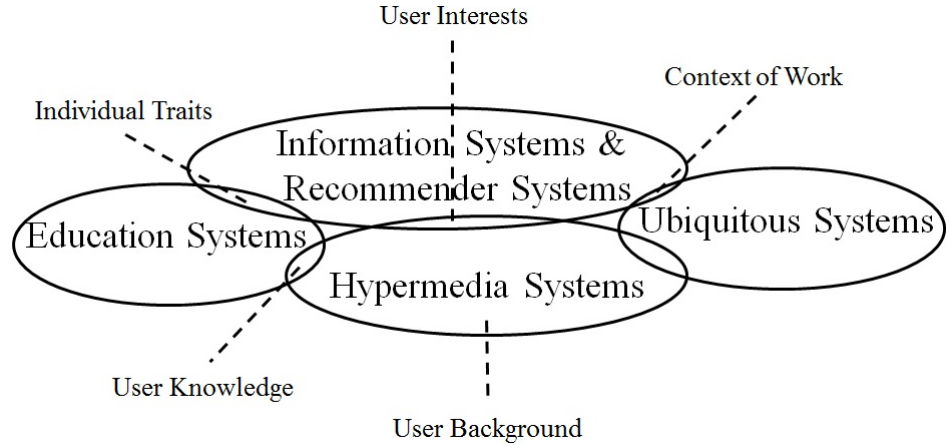 User Interests
Context of Work
Individual Traits
Information Systems &
Recommender Systems
Ubiquitous Systems
Education Systems
Hypermedia Systems
User Knowledge
User Background